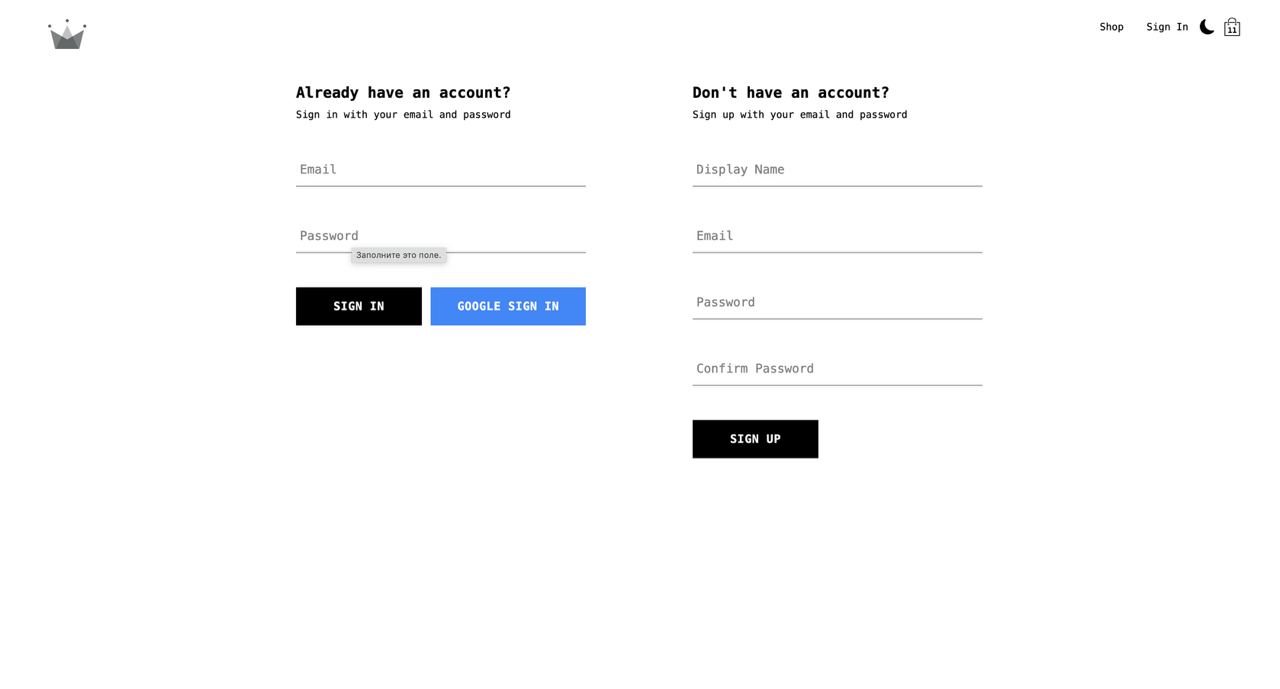 Shop
Sign In
11
Already have an account?
Sign in with your email and password
Email
Password
Заполните это поле.
SIGN IN
GOOGLE SIGN IN
Don't have an account?
Sign up with your email and password
Display Name
Email
Password
Confirm Password
SIGN UP